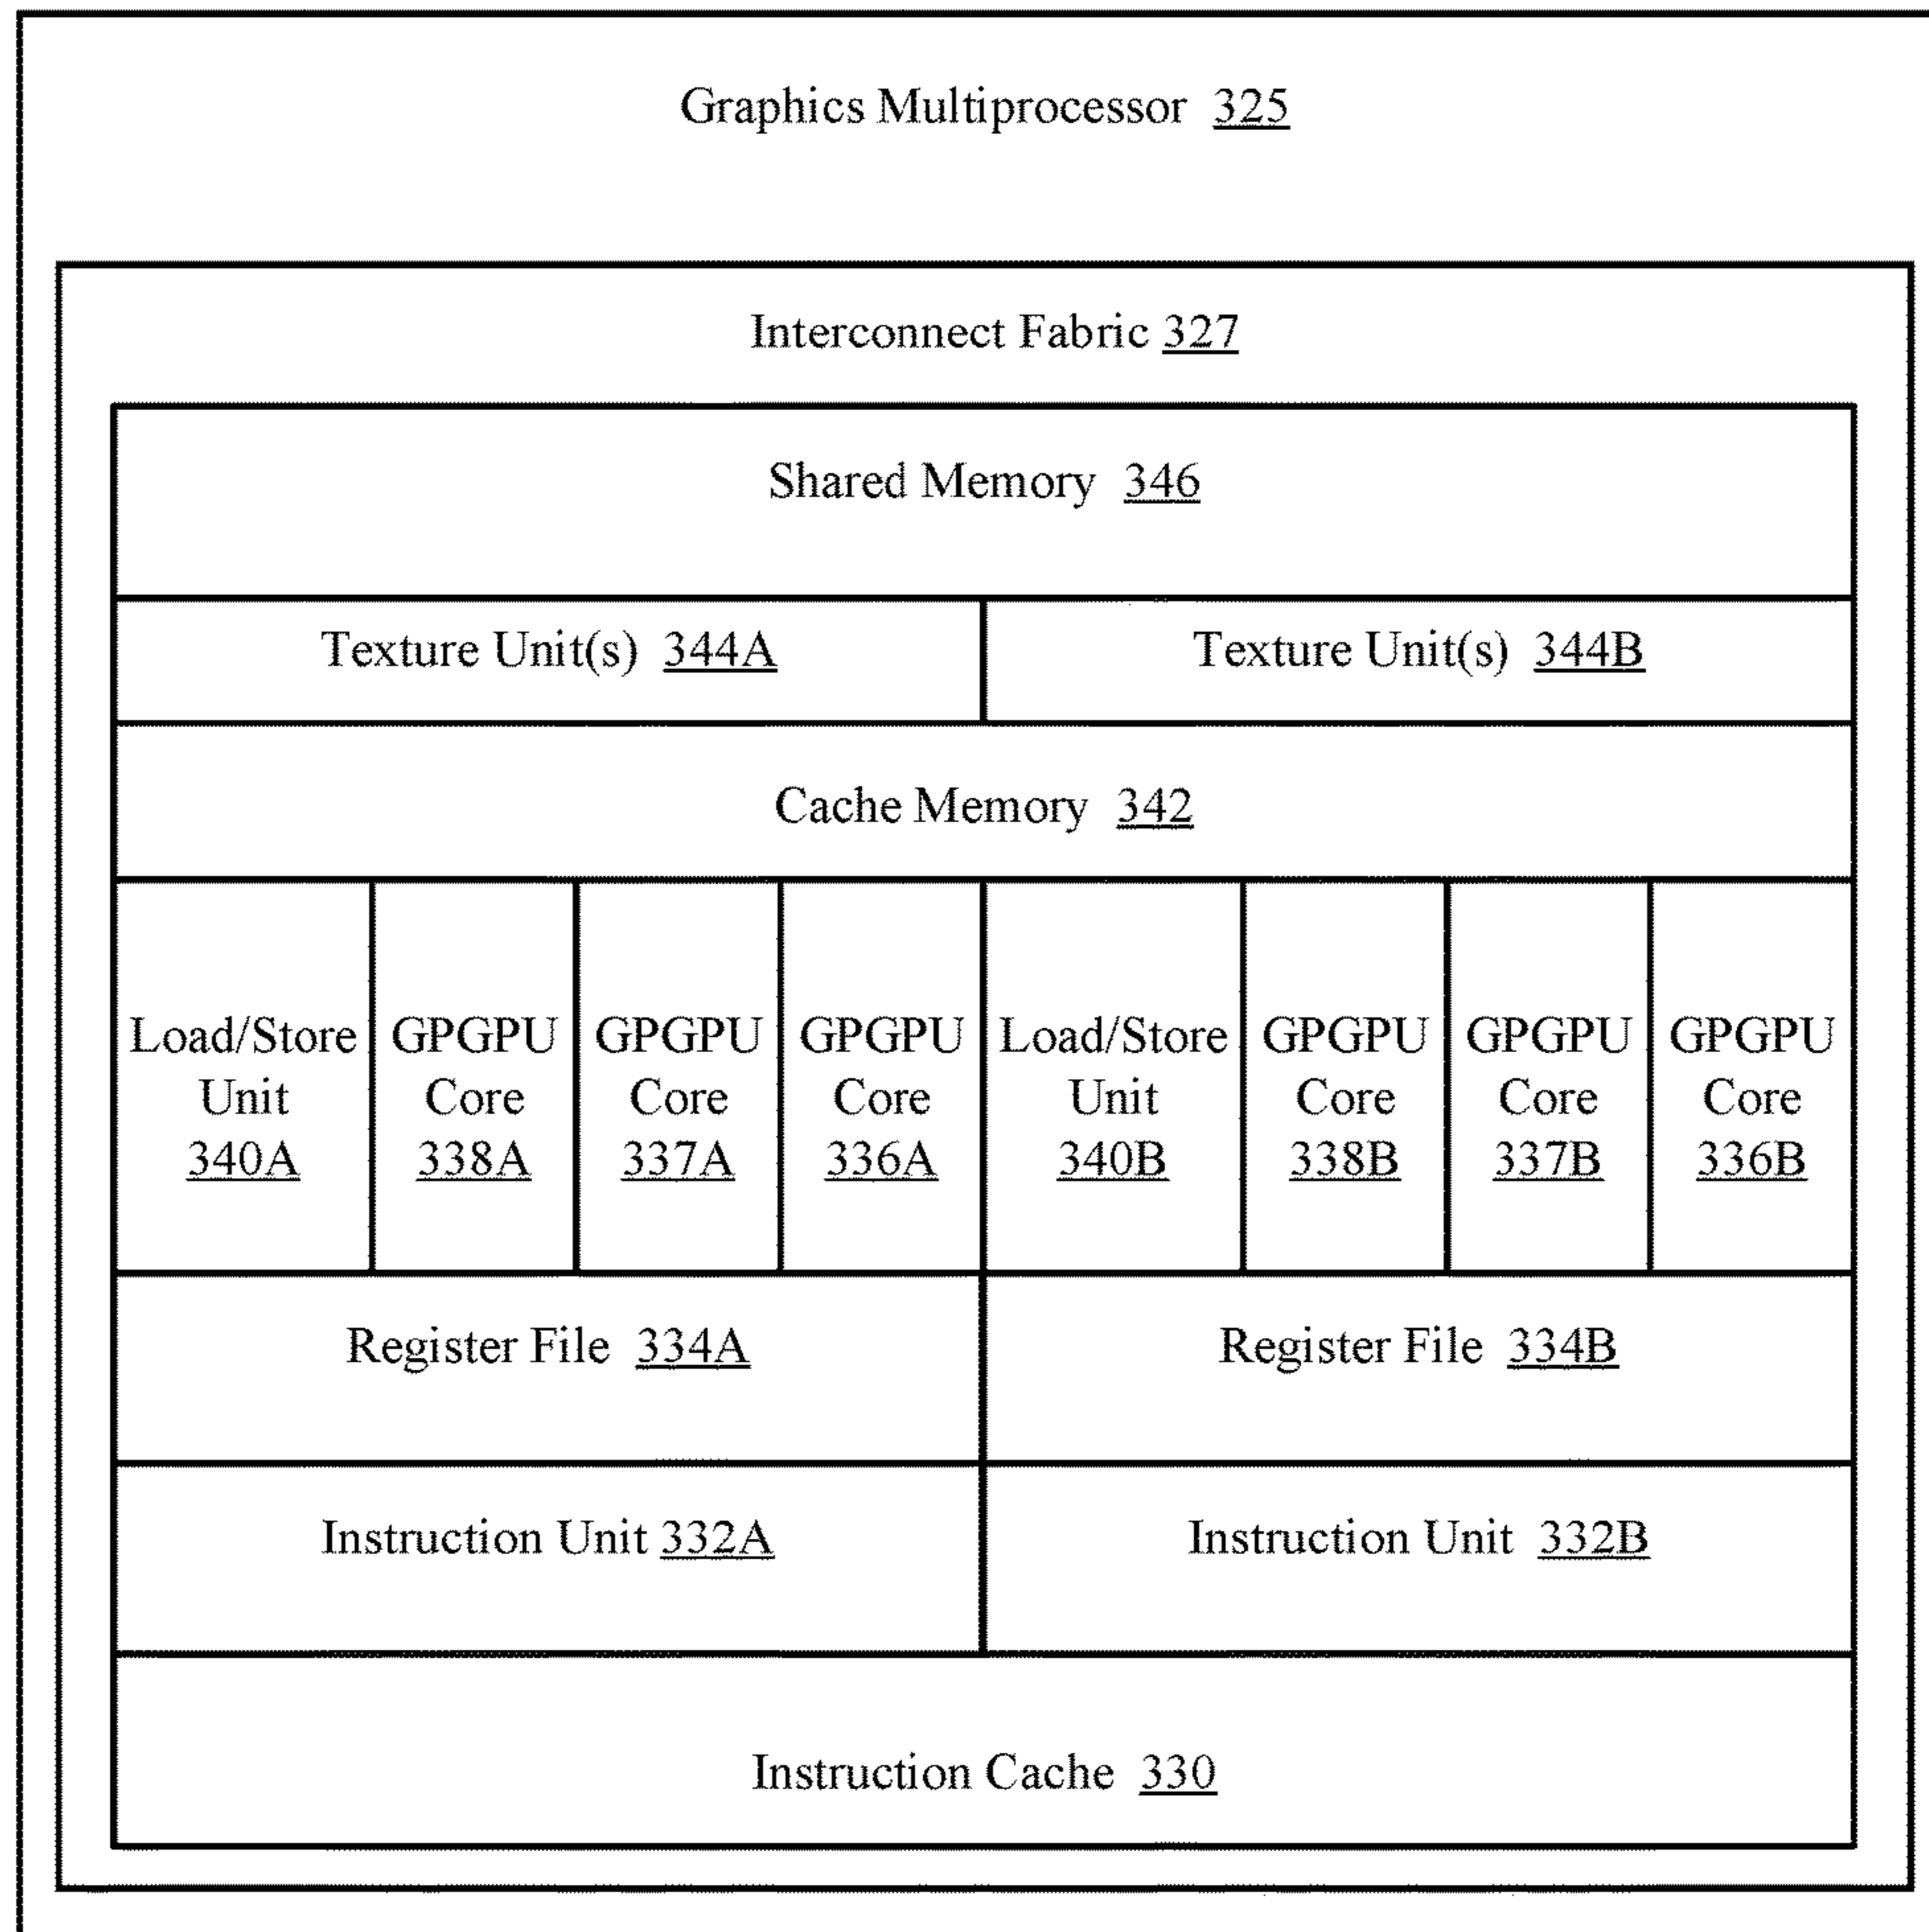 Graphics Multiprocessor 325
Interconnect Fabric 327
Shared Memory 346
Texture Unit(s) 344A
Texture Unit(s) 344B
Cache Memory 342
Load/Store
Unit
340A
GPGPU
Core
338A
GPGPU
Core
337A
GPGPU
Core
336A
Load/Store
Unit
340B
GPGPU
Core
338B
GPGPU
Core
337B
GPGPU
Core
336B
Register File 334A
Register File 334B
Instruction Unit 332A
Instruction Unit 332B
Instruction Cache 330